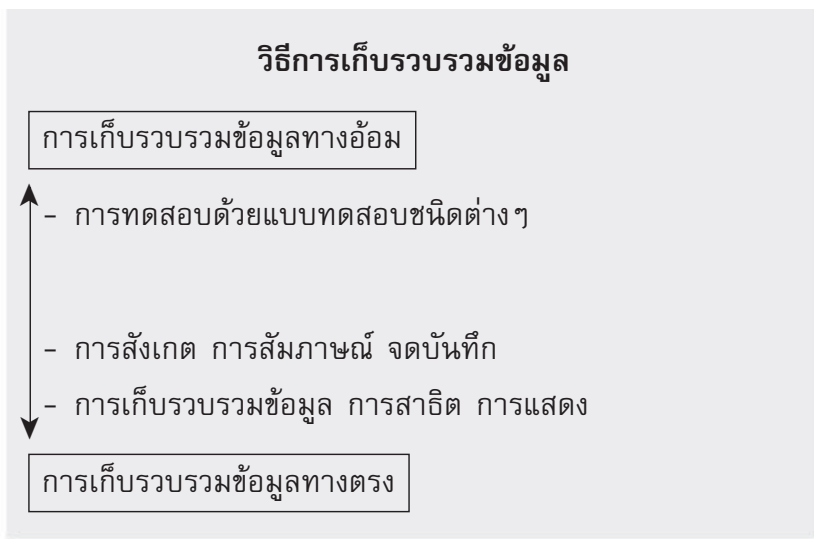 วิธีการเก็บรวบรวมข้อมูล
การเก็บรวบรวมข้อมูลทางอ้อม
– การทดสอบด้วยแบบทดสอบชนิดต่างๆ
– การสังเกต การสัมภาษณ์ จดบันทึก
– การเก็บรวบรวมข้อมูล การสาธิต การแสดง
การเก็บรวบรวมข้อมูลทางตรง